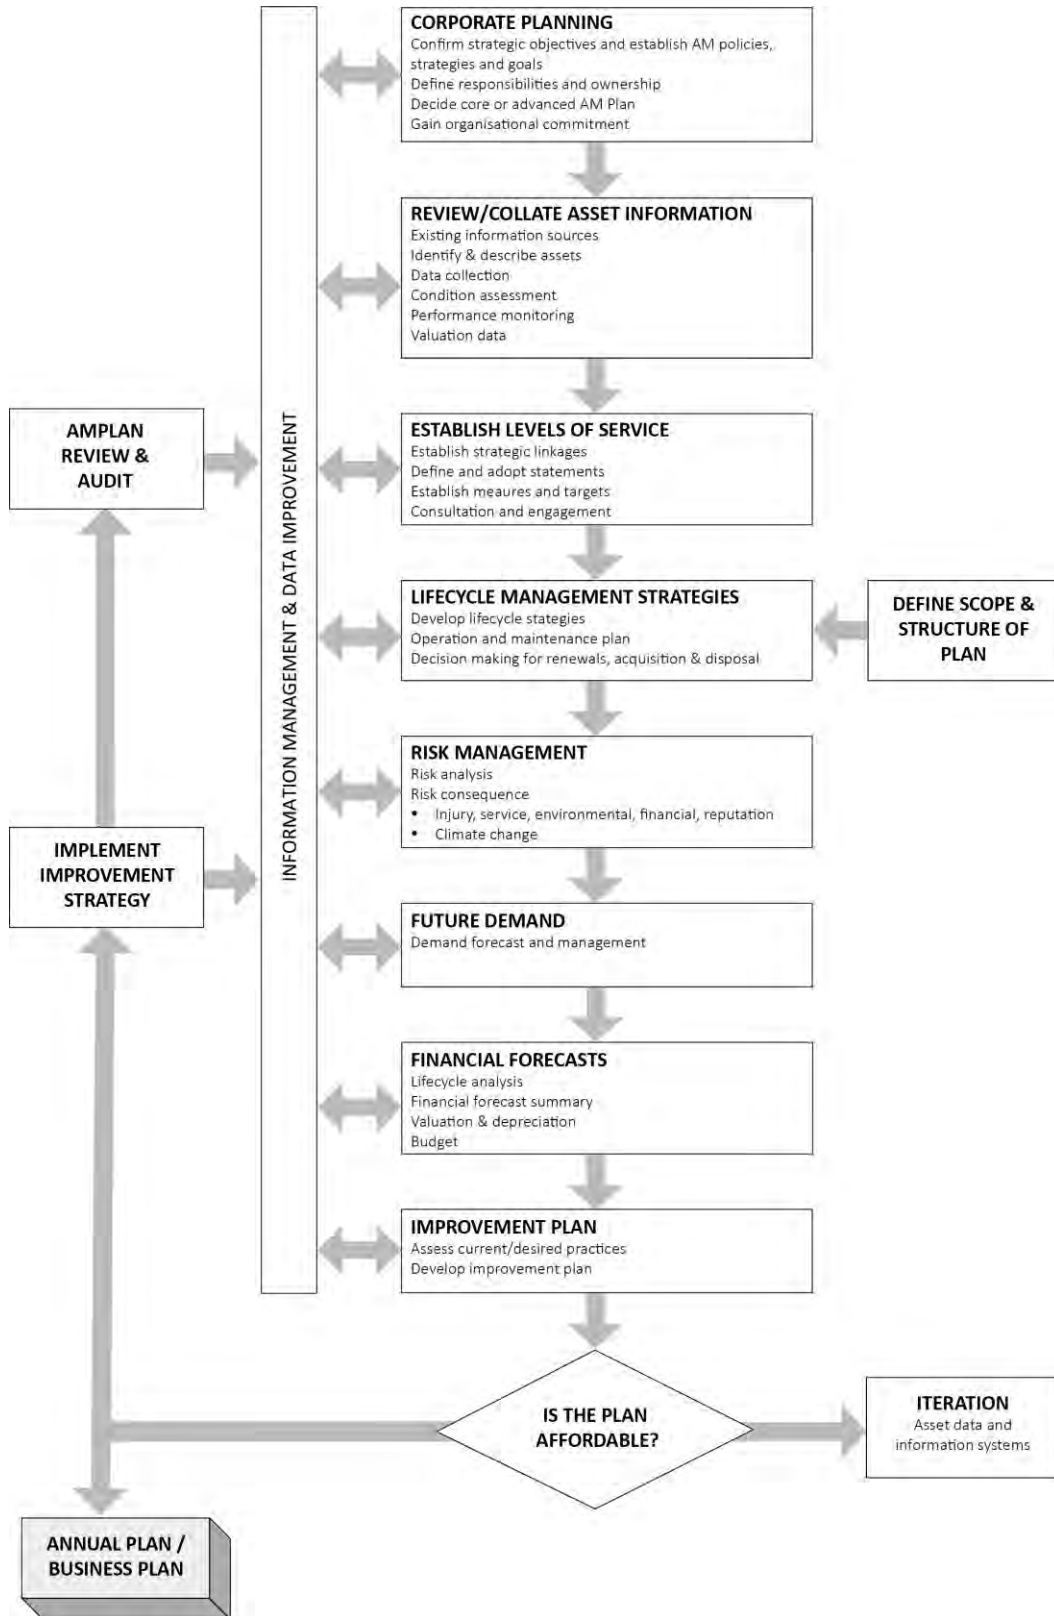 CORPORATE PLANNING
Confirm strategic objectives and establish AM policies,
strategies and goals
Define responsibilities and ownership
Decide core or advanced AM Plan
Gain organisational commitment
REVIEW/COLLATE ASSET INFORMATION
Existing information sources
Identify & describe assets
Data collection
Condition assessment
Performance monitoring
Valuation data
INFORMATION MANAGEMENT & DATA IMPROVEMENT
AMPLAN
REVIEW &
AUDIT
ESTABLISH LEVELS OF SERVICE
Establish strategic linkages
Define and adopt statements
Establish meaures and targets
Consultation and engagement
LIFECYCLE MANAGEMENT STRATEGIES
Develop lifecycle stategies
Operation and maintenance plan
Decision making for renewals, acquisition & disposal
DEFINE SCOPE &
STRUCTURE OF
PLAN
RISK MANAGEMENT
Risk analysis
Risk consequence
• Injury, service, environmental, financial, reputation
• Climate change
IMPLEMENT
IMPROVEMENT
STRATEGY
FUTURE DEMAND
Demand forecast and management
FINANCIAL FORECASTS
Lifecycle analysis
Financial forecast summary
Valuation & depreciation
Budget
IMPROVEMENT PLAN
Assess current/desired practices
Develop improvement plan
IS THE PLAN
AFFORDABLE?
ITERATION
Asset data and
information systems
ANNUAL PLAN /
BUSINESS PLAN